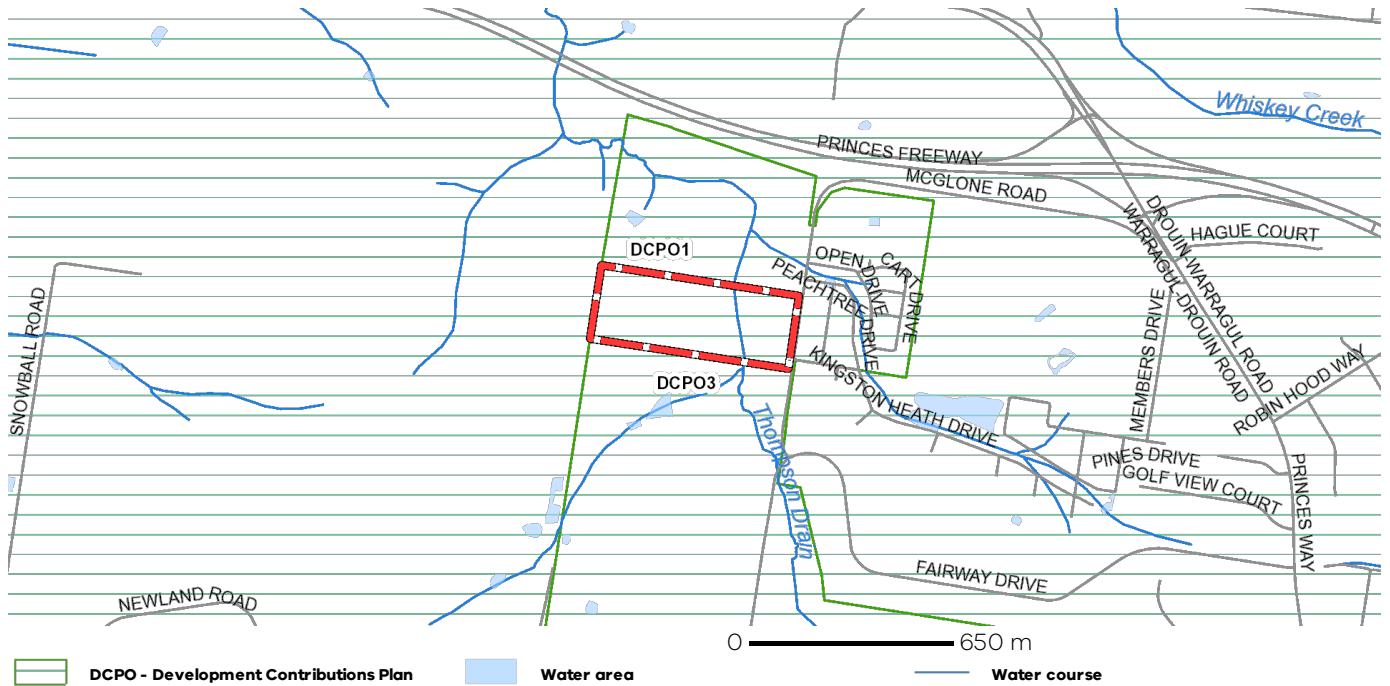 Whiskey Creek
PRINCES FREEWAY
MCGLONE ROAD
DROUIN-WARRAGUL ROAD
WARRAGUL-DROUIN ROAD
HAGUE COURT
DCPO1
OPEN DRIVE
CART DRIVE
PEACHTREE DRIVE
SNOWBALL ROAD
MEMBERS DRIVE
KINGSTON HEATH DRIVE
ROBIN HOOD WAY
DCPO3
Thompson Drain
PINES DRIVE
GOLF VIEW COURT
PRINCES WAY
FAIRWAY DRIVE
NEWLAND ROAD
0 650 m
DCPO - Development Contributions Plan
Water area
Water course